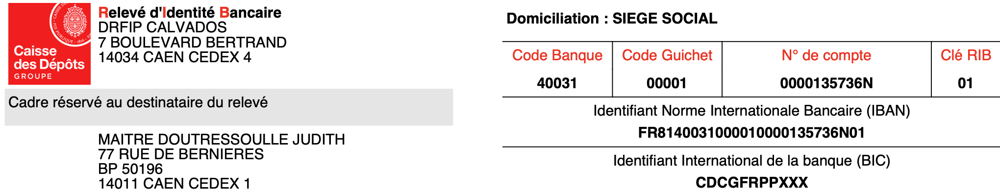 Caisse
des Dépôts
GROUPE
Relevé d'Identité Bancaire
DRFIP CALVADOS
7 BOULEVARD BERTRAND
14034 CAEN CEDEX 4
Cadre réservé au destinataire du relevé
MAITRE DOUTRESSOULLE JUDITH
77 RUE DE BERNIERES
BP 50196
14011 CAEN CEDEX 1
Domiciliation : SIEGE SOCIAL
Code Banque Code Guichet N° de compte Clé RIB
40031 00001 0000135736N 01
Identifiant Norme Internationale Bancaire (IBAN)
FR8140031000010000135736N01
Identifiant International de la banque (BIC)
CDCGFRPPXXX